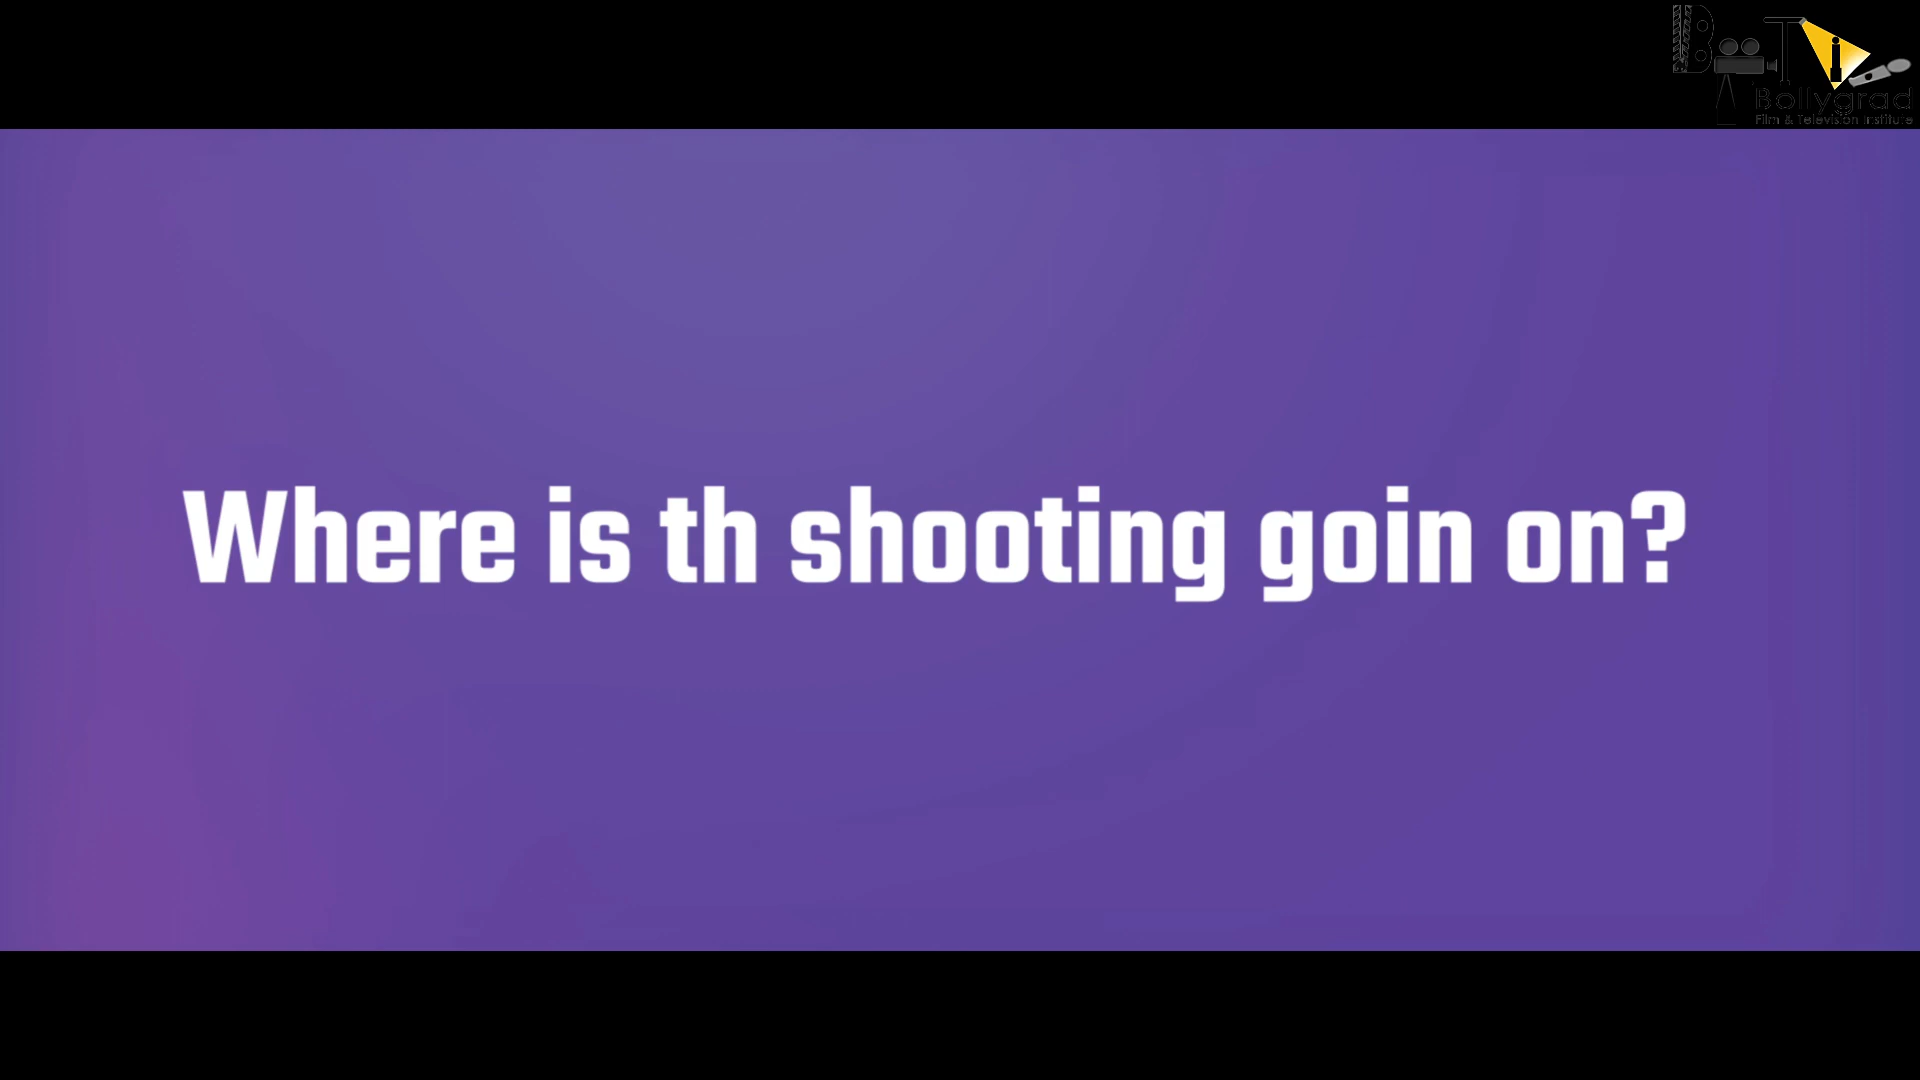 Bollygrad
Film & Television Institute
Where is th shooting goin on?